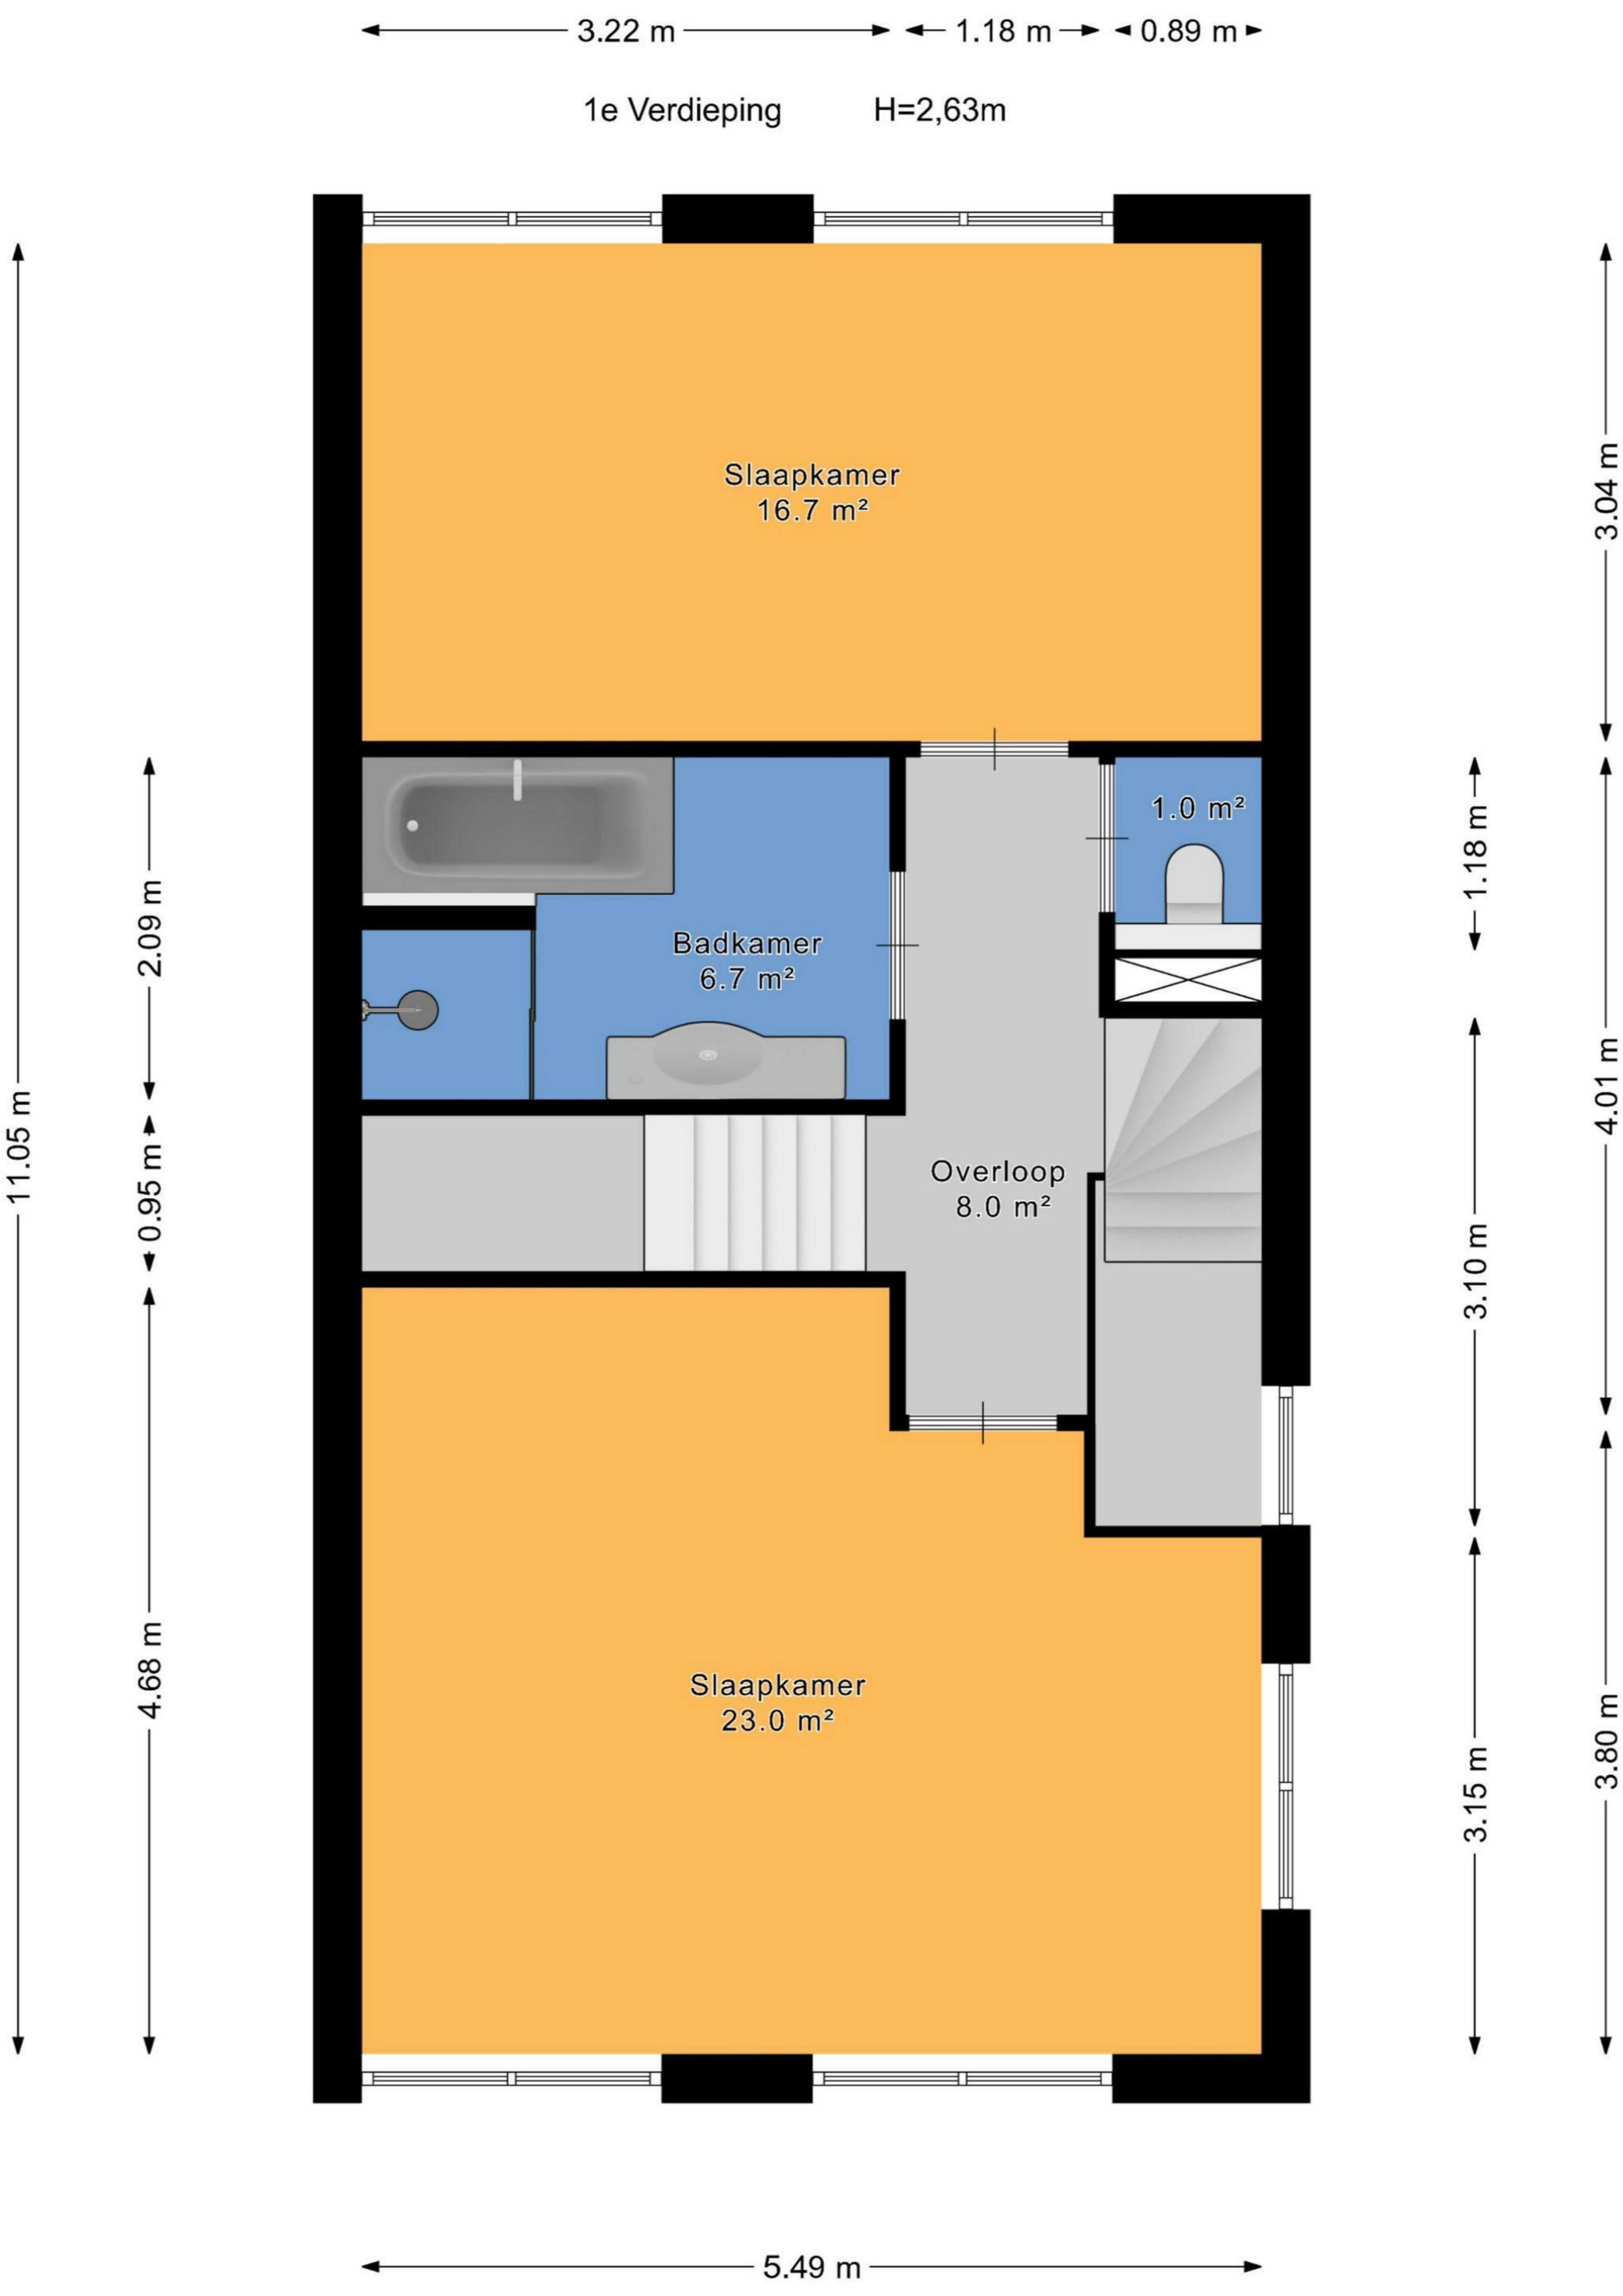 3.22 m
1.18 m
0.89 m
1e Verdieping H=2,63m
Slaapkamer
16.7 m²
3.04 m
1.0 m²
1.18 m
2.09 m
Badkamer
6.7 m²
4.01 m
11.05 m
0.95 m
Overloop
8.0 m²
3.10 m
4.68 m
Slaapkamer
23.0 m²
3.80 m
3.15 m
5.49 m